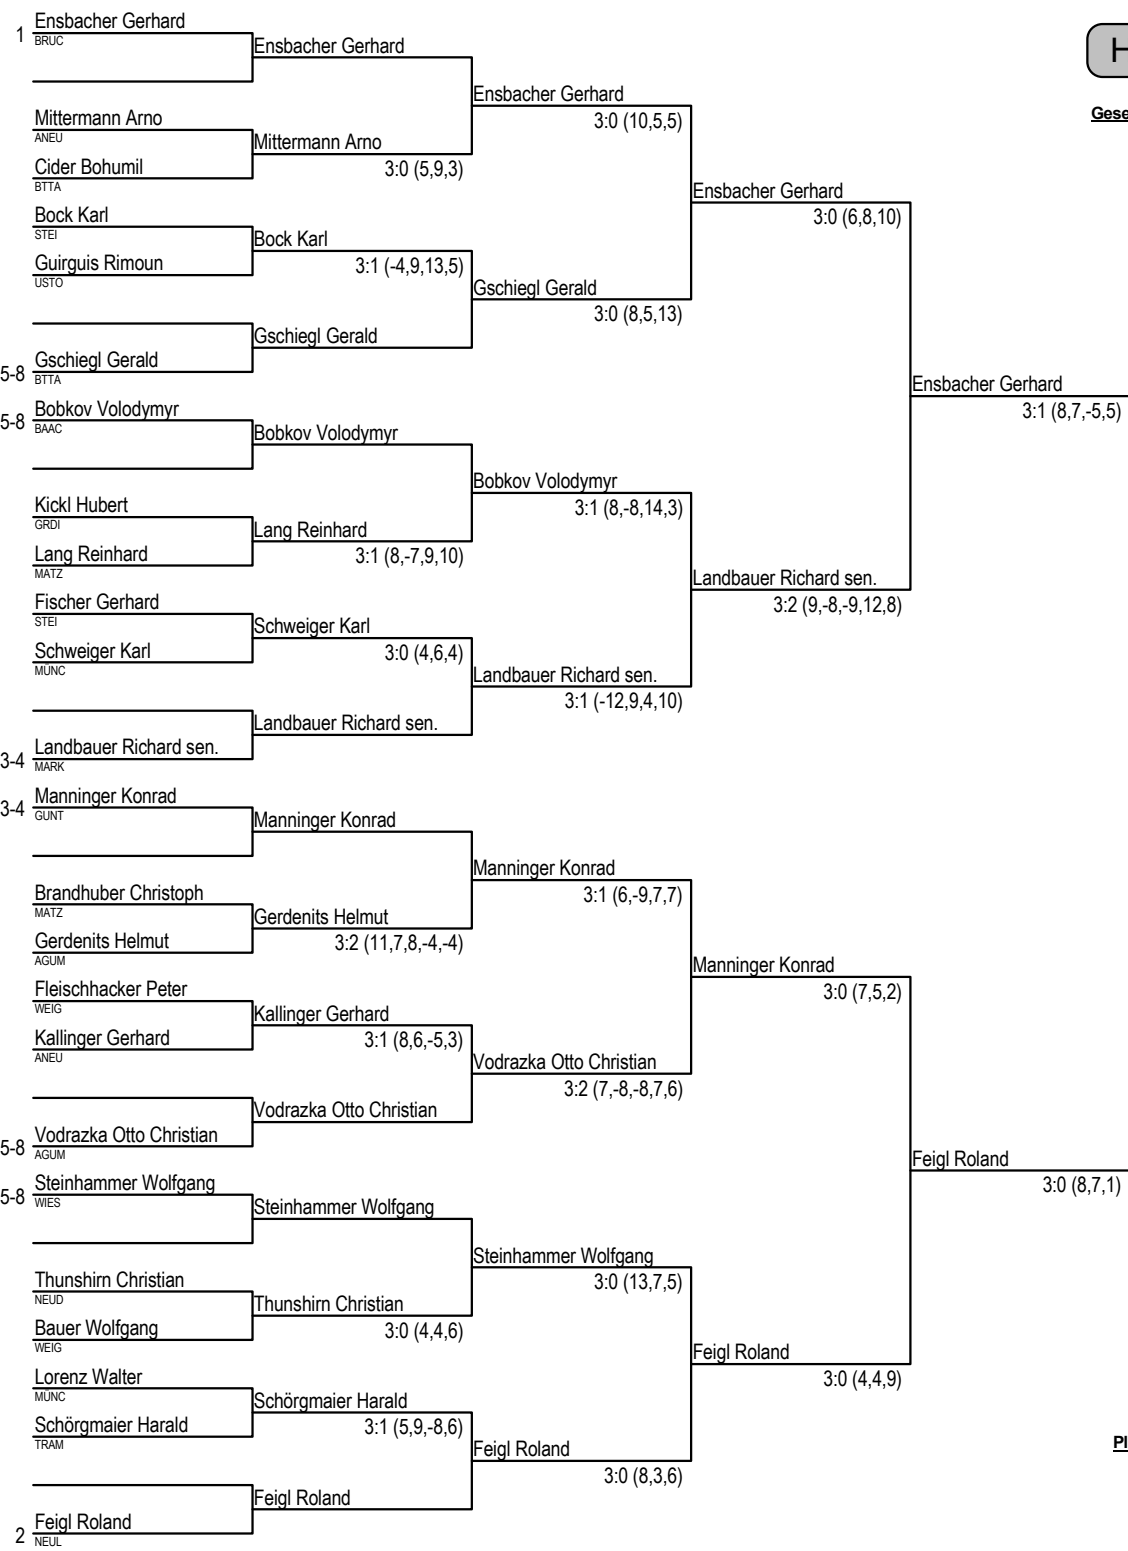 Ensbacher Gerhard
1
BRUC
Ensbacher Gerhard
H
Ensbacher Gerhard
3:0 (10,5,5)
Gese
Mittermann Arno
ANEU
Mittermann Arno
3:0 (5,9,3)
Cider Bohumil
BTTA
Ensbacher Gerhard
3:0 (6,8,10)
Bock Karl
STEI
Bock Karl
3:1 (-4,9,13,5)
Guirguis Rimoun
USTO
Gschiegl Gerald
3:0 (8,5,13)
Gschiegl Gerald
5-8
Gschiegl Gerald
BTTA
Ensbacher Gerhard
3:1 (8,7,-5,5)
5-8
Bobkov Volodymyr
BAAC
Bobkov Volodymyr
Bobkov Volodymyr
3:1 (8,-8,14,3)
Kickl Hubert
GRDI
Lang Reinhard
3:1 (8,-7,9,10)
Lang Reinhard
MATZ
Landbauer Richard sen.
3:2 (9,-8,-9,12,8)
Fischer Gerhard
STEI
Schweiger Karl
3:0 (4,6,4)
Schweiger Karl
MÜNC
Landbauer Richard sen.
3:1 (-12,9,4,10)
Landbauer Richard sen.
3-4
Landbauer Richard sen.
MARK
3-4
Manninger Konrad
GUNT
Manninger Konrad
Manninger Konrad
3:1 (6,-9,7,7)
Brandhuber Christoph
MATZ
Gerdenits Helmut
3:2 (11,7,8,-4,-4)
Gerdenits Helmut
AGUM
Manninger Konrad
3:0 (7,5,2)
Fleischhacker Peter
WEIG
Kallinger Gerhard
3:1 (8,6,-5,3)
Kallinger Gerhard
ANEU
Vodrazka Otto Christian
3:2 (7,-8,-8,7,6)
Vodrazka Otto Christian
5-8
Vodrazka Otto Christian
AGUM
Feigl Roland
3:0 (8,7,1)
5-8
Steinhammer Wolfgang
WIES
Steinhammer Wolfgang
Steinhammer Wolfgang
3:0 (13,7,5)
Thunshirn Christian
NEUD
Thunshirn Christian
3:0 (4,4,6)
Bauer Wolfgang
WEIG
Feigl Roland
3:0 (4,4,9)
Lorenz Walter
MÜNC
Schörgmaier Harald
3:1 (5,9,-8,6)
Schörgmaier Harald
TRAM
Feigl Roland
3:0 (8,3,6)
Pl
Feigl Roland
2
Feigl Roland
NEUL